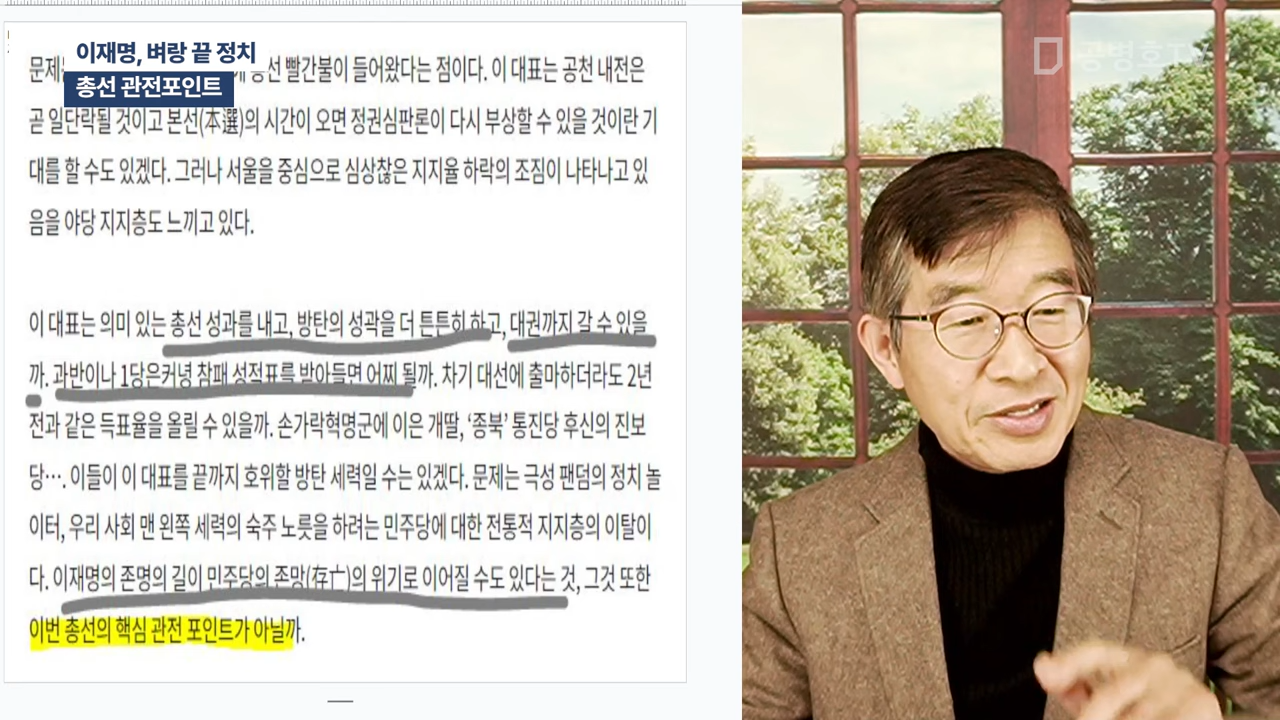 이재명, 벼랑 끝 정치
총선 관전포인트
공병호TV
총선 빨간불이 들어왔다는 점이다. 이 대표는 공천 내전은
곧 일단락될 것이고 본선(本選)의 시간이 오면 정권심판론이 다시 부상할 수 있을 것이란 기
대를 할 수도 있겠다. 그러나 서울을 중심으로 심상찮은 지지율 하락의 조짐이 나타나고 있
음을 야당 지지층도 느끼고 있다.
이 대표는 의미 있는 총선 성과를 내고, 방탄의 성곽을 더 튼튼히 하고, 대권까지 갈 수 있을
까. 과반이나 1당은커녕 참패 성적표를 받아들면 어찌 될까. 차기 대선에 출마하더라도 2년
전과 같은 득표율을 올릴 수 있을까. 손가락혁명군에 이은 개딸, ‘종북’ 통진당 후신의 진보
당…. 이들이 이 대표를 끝까지 호위할 방탄 세력일 수는 있겠다. 문제는 극성 팬덤의 정치 놀
이터, 우리 사회 맨 왼쪽 세력의 숙주 노릇을 하려는 민주당에 대한 전통적 지지층의 이탈이
다. 이재명의 존명의 길이 민주당의 존망(存亡)의 위기로 이어질 수도 있다는 것, 그것 또한
이번 총선의 핵심 관전 포인트가 아닐까.